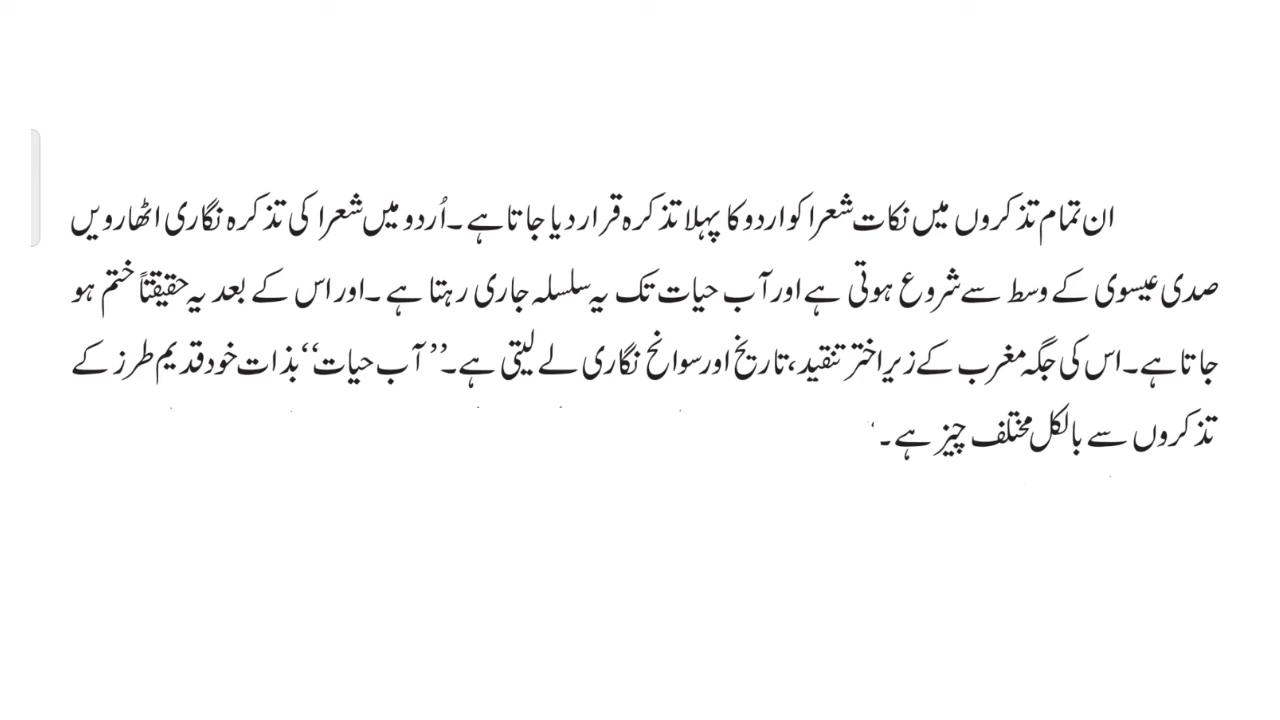 ان تمام تذکروں میں نکات شعرا کو اردو کا پہلا تذکرہ قرار دیا جاتا ہے۔ اُردو میں شعرا کی تذکرہ نگاری اٹھارویں
صدی عیسوی کے وسط سے شروع ہوتی ہے اور آب حیات تک یہ سلسلہ جاری رہتا ہے۔ اور اس کے بعد یہ حقیقتاً ختم ہو
جاتا ہے۔ اس کی جگہ مغرب کے زیر اختر تنقید، تاریخ اور سوانح نگاری لے لیتی ہے۔ ”آب حیات“ بذات خود قدیم طرز کے
تذکروں سے بالکل مختلف چیز ہے۔